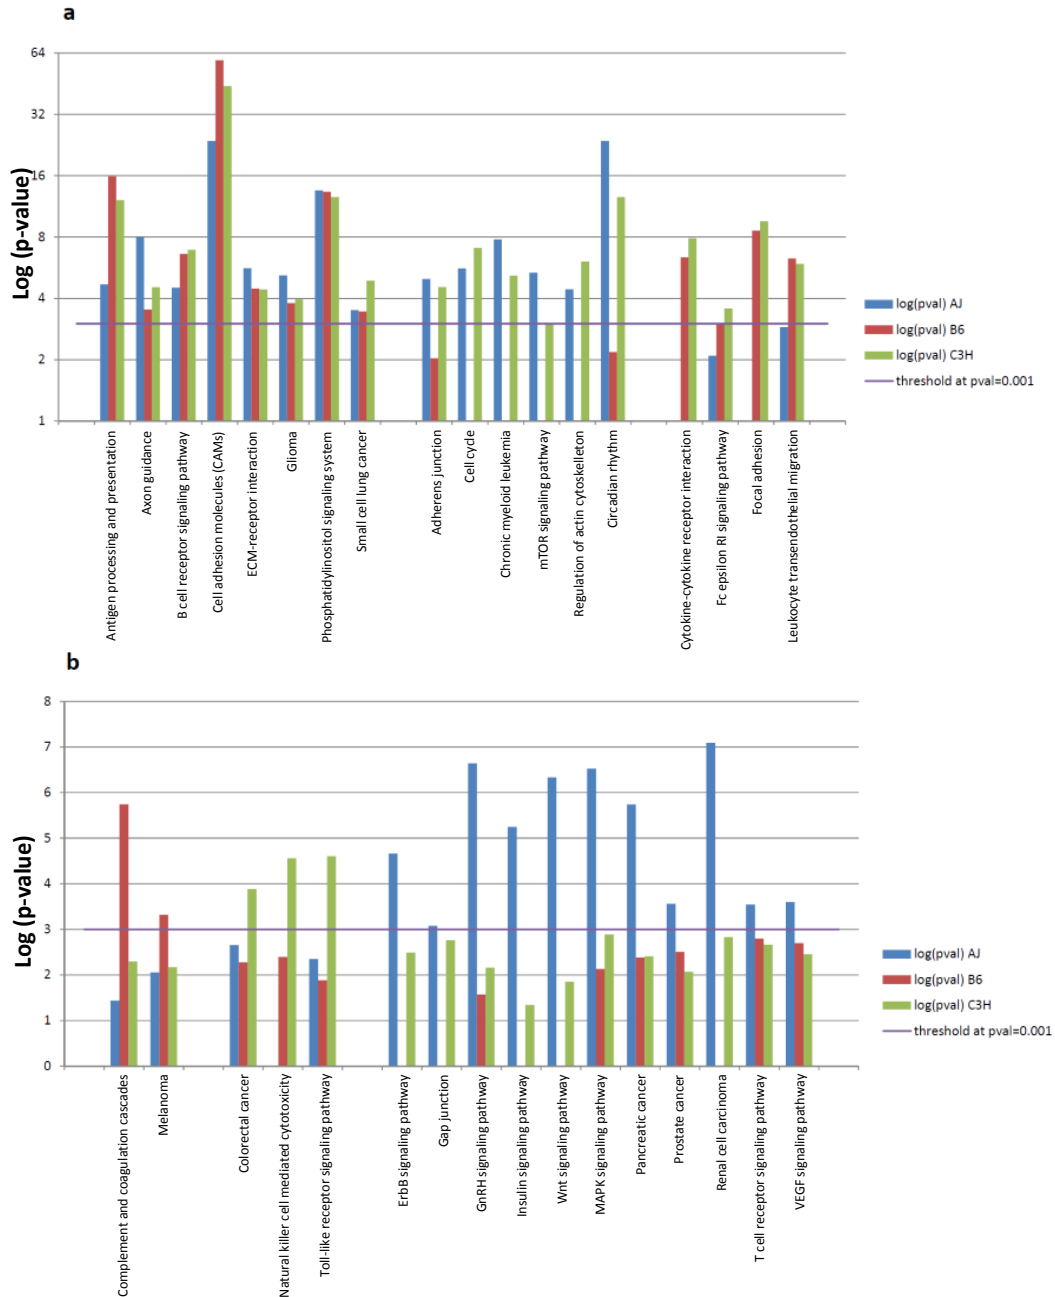 a
64
32
16
8
4
2
1
Log (p-value)
log(pval) AJ
log(pval) B6
log(pval) C3H
threshold at pval=0.001
Antigen processing and presentation
Axon guidance
B cell receptor signaling pathway
Cell adhesion molecules (CAMs)
ECM-receptor interaction
Glioma
Phosphatidylinositol signaling system
Small cell lung cancer
Adherens junction
Cell cycle
Chronic myeloid leukemia
mTOR signaling pathway
Regulation of actin cytoskeleton
Circadian rhythm
Cytokine-cytokine receptor interaction
Fc epsilon RI signaling pathway
Focal adhesion
Leukocyte transendothelial migration
b
8
7
6
5
4
3
2
1
0
Log (p-value)
log(pval) AJ
log(pval) B6
log(pval) C3H
threshold at pval=0.001
Complement and coagulation cascades
Melanoma
Colorectal cancer
Natural killer cell mediated cytotoxicity
Toll-like receptor signaling pathway
ErbB signaling pathway
Gap junction
GnRH signaling pathway
Insulin signaling pathway
Wnt signaling pathway
MAPK signaling pathway
Pancreatic cancer
Prostate cancer
Renal cell carcinoma
T cell receptor signaling pathway
VEGF signaling pathway